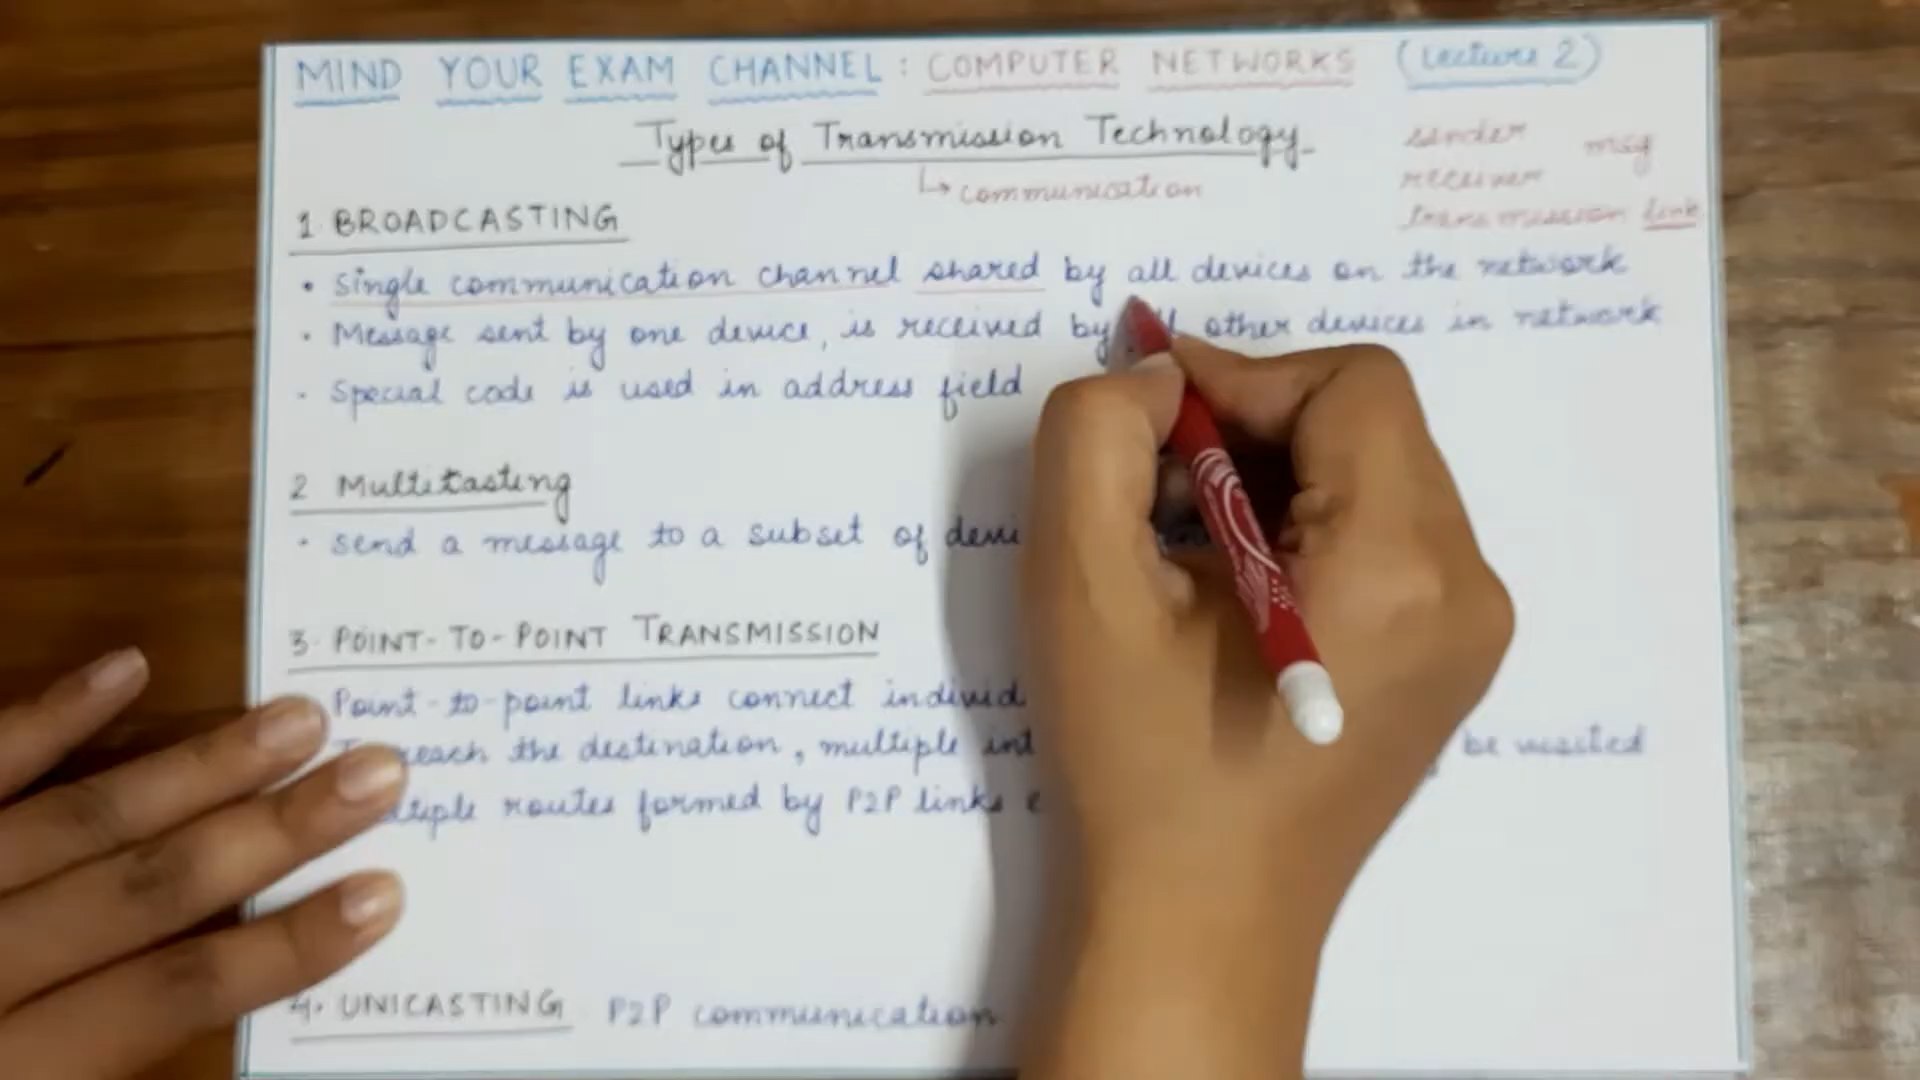 MIND YOUR EXAM CHANNEL : COMPUTER NETWORKS (Lecture 2)
Types of Transmission Technology
↳ communication
sender msg
receiver
transmission link
1. BROADCASTING
• Single communication channel shared by all devices on the network
• Message sent by one device, is received by other devices in network
• Special code is used in address field
2 Multicasting
• send a message to a subset of
3. POINT-TO-POINT TRANSMISSION
Point-to-point links connect
reach the destination, multiple be visited
routes formed by P2P links
4. UNICASTING P2P communication